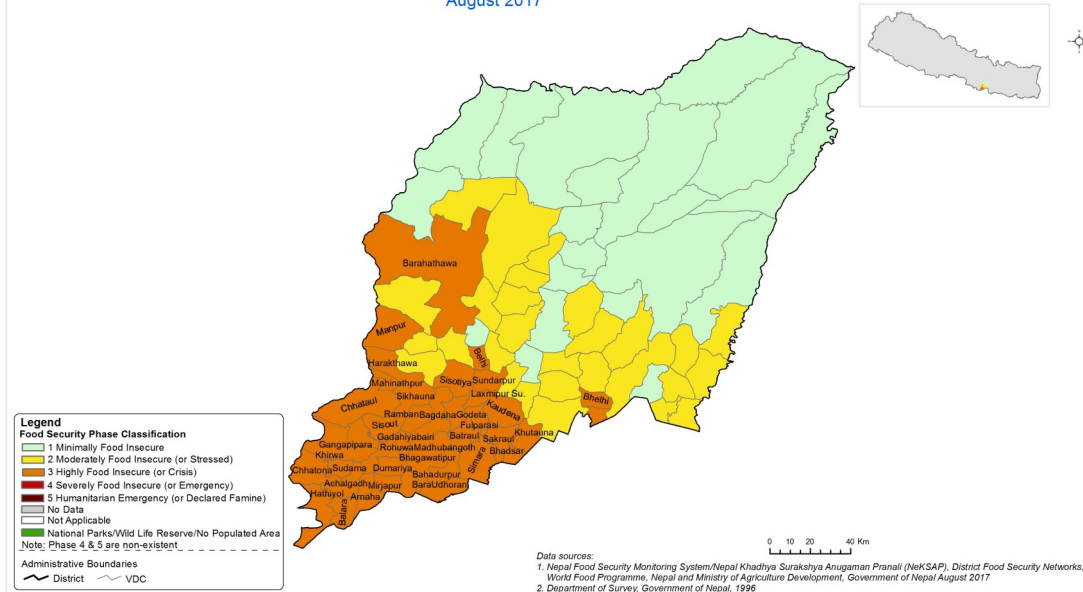 August 2017
Barahathawa
Manpur
Belhi
Harakthawa
Mahinathpur
Sisotiya
Sundarpur
Sikhauna
Laxmipur Su.
Chhataul
Kaudena
Ramban
Bagdaha
Godeta
Sisout
Fulparasi
Bhelhi
Khutauna
Gadahiyabairi
Batraul
Sakraul
Gangapipara
Rohuwa
Madhubangoth
Bhadsar
Khirwa
Bhagawatipur
Simara
Chhatona
Sudama
Dumariya
Bahadurpur
Achalgadh
Mirjapur
Bara
Udhoran
Hathiyol
Amaha
Balara
Legend
Food Security Phase Classification
1 Minimally Food Insecure
2 Moderately Food Insecure (or Stressed)
3 Highly Food Insecure (or Crisis)
4 Severely Food Insecure (or Emergency)
5 Humanitarian Emergency (or Declared Famine)
No Data
Not Applicable
National Parks/Wild Life Reserve/No Populated Area
Note: Phase 4 & 5 are non-existent
Administrative Boundaries
District VDC
0 10 20 40 Km
Data sources:
1. Nepal Food Security Monitoring System/Nepal Khadhya Surakshya Anugaman Pranali (NeKSAP), District Food Security Networks,
World Food Programme, Nepal and Ministry of Agriculture Development, Government of Nepal August 2017
2. Department of Survey, Government of Nepal, 1996